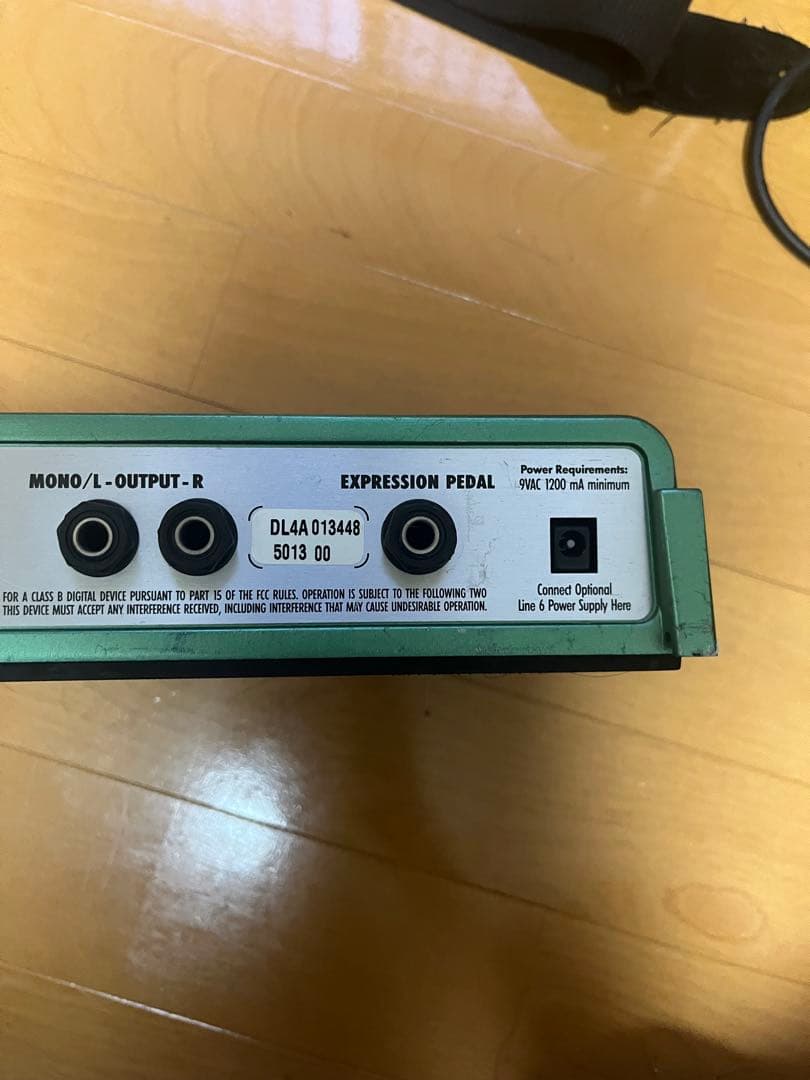 MONO/L - OUTPUT - R
EXPRESSION PEDAL
Power Requirements:
9VAC 1200 mA minimum
DL4A 013448
5013 00
Connect Optional
Line 6 Power Supply Here
FOR A CLASS B DIGITAL DEVICE PURSUANT TO PART 15 OF THE FCC RULES. OPERATION IS SUBJECT TO THE FOLLOWING TWO
THIS DEVICE MUST ACCEPT ANY INTERFERENCE RECEIVED, INCLUDING INTERFERENCE THAT MAY CAUSE UNDESIRABLE OPERATION.